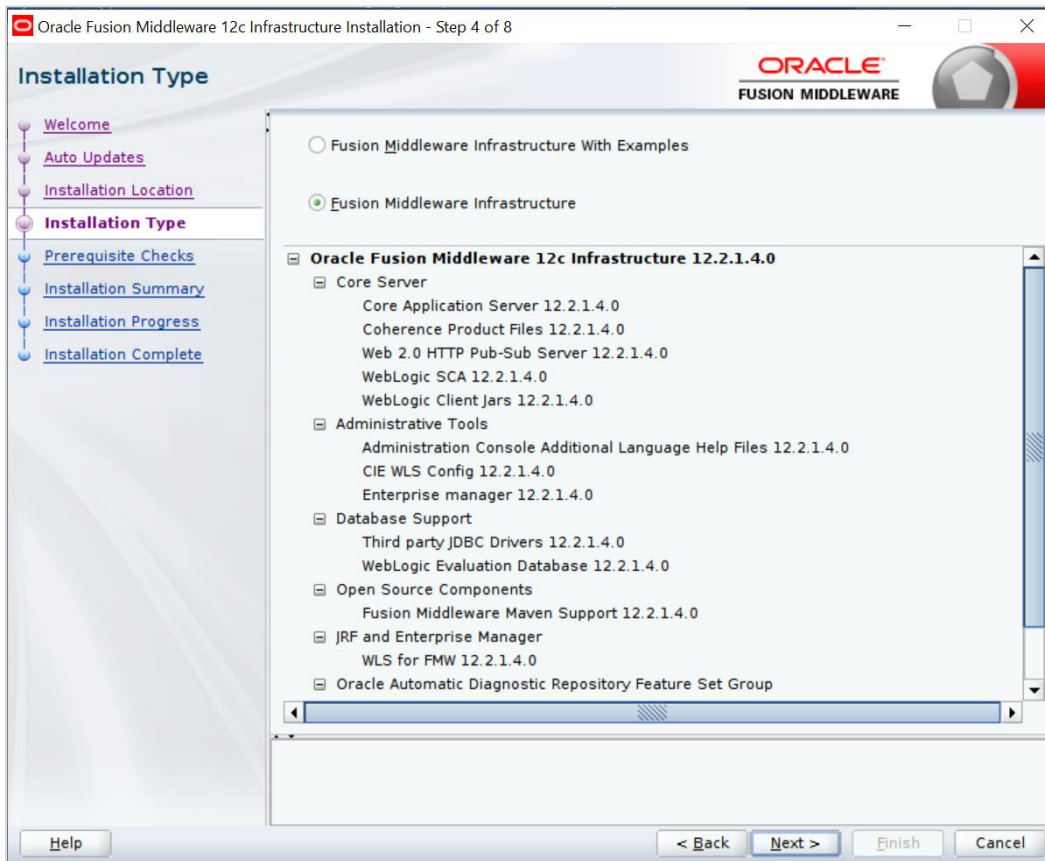 Oracle Fusion Middleware 12c Infrastructure Installation - Step 4 of 8
Installation Type
ORACLE
FUSION MIDDLEWARE
Welcome
Auto Updates
Installation Location
Installation Type
Prerequisite Checks
Installation Summary
Installation Progress
Installation Complete
Fusion Middleware Infrastructure With Examples
Fusion Middleware Infrastructure
Oracle Fusion Middleware 12c Infrastructure 12.2.1.4.0
Core Server
Core Application Server 12.2.1.4.0
Coherence Product Files 12.2.1.4.0
Web 2.0 HTTP Pub-Sub Server 12.2.1.4.0
WebLogic SCA 12.2.1.4.0
WebLogic Client Jars 12.2.1.4.0
Administrative Tools
Administration Console Additional Language Help Files 12.2.1.4.0
CIE WLS Config 12.2.1.4.0
Enterprise manager 12.2.1.4.0
Database Support
Third party JDBC Drivers 12.2.1.4.0
WebLogic Evaluation Database 12.2.1.4.0
Open Source Components
Fusion Middleware Maven Support 12.2.1.4.0
JRF and Enterprise Manager
WLS for FMW 12.2.1.4.0
Oracle Automatic Diagnostic Repository Feature Set Group
Help
< Back
Next >
Finish
Cancel